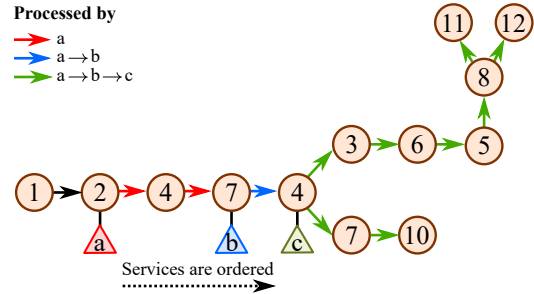 Processed by
a
a→b
a→b→c
11 12
8
3 6 5
1 2 4 7 4
7 10
a b c
Services are ordered